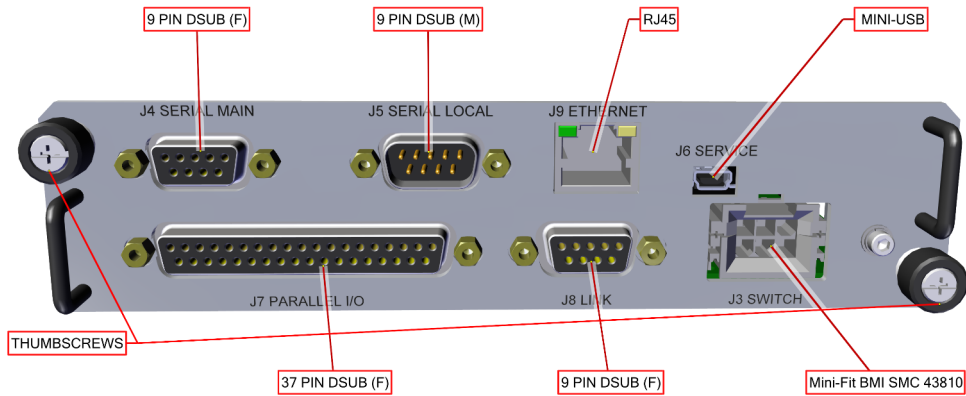 9 PIN DSUB (F)
9 PIN DSUB (M)
RJ45
MINI-USB
J4 SERIAL MAIN
J5 SERIAL LOCAL
J9 ETHERNET
J6 SERVICE
J7 PARALLEL I/O
J8 LINK
J3 SWITCH
THUMBSCREWS
37 PIN DSUB (F)
9 PIN DSUB (F)
Mini-Fit BMI SMC 43810